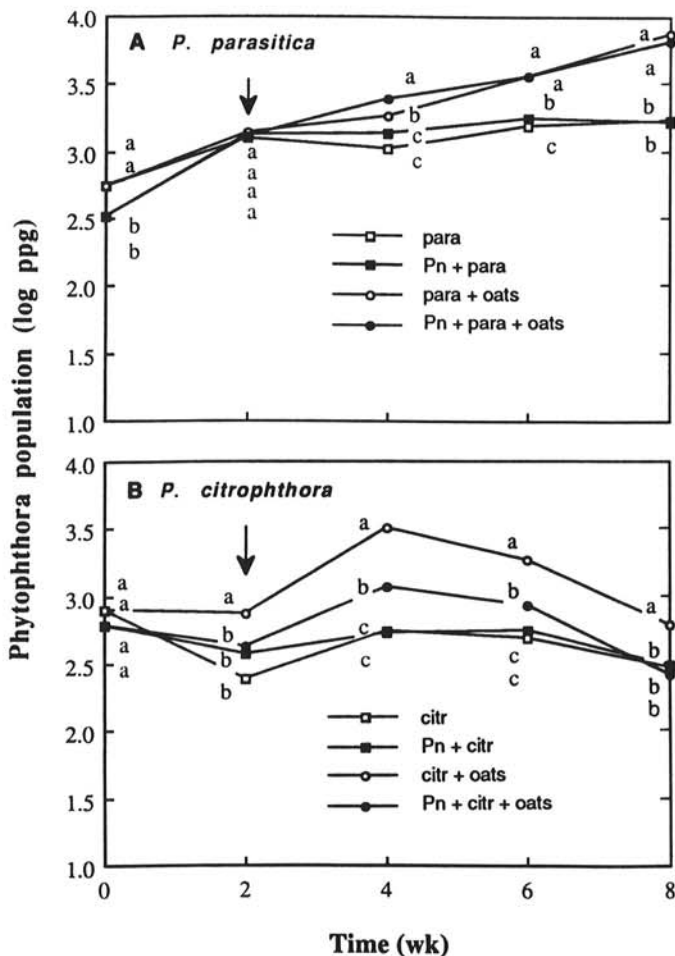 Phytophthora population (log ppg)
4.0
A P. parasitica
a
a
a
a
3.5
a
a
b
b
a
b
3.0
a
c
a
a
c
c
b
a
2.5
b
a
b
a
para
2.0
Pn + para
para + oats
1.5
Pn + para + oats
1.0
4.0
B P. citrophthora
3.5
a
a
a
a
b
3.0
a
b
a
b
c
b
a
b
c
2.5
a
b
c
b
b
citr
2.0
Pn + citr
citr + oats
1.5
Pn + citr + oats
1.0
0
2
4
6
8
Time (wk)